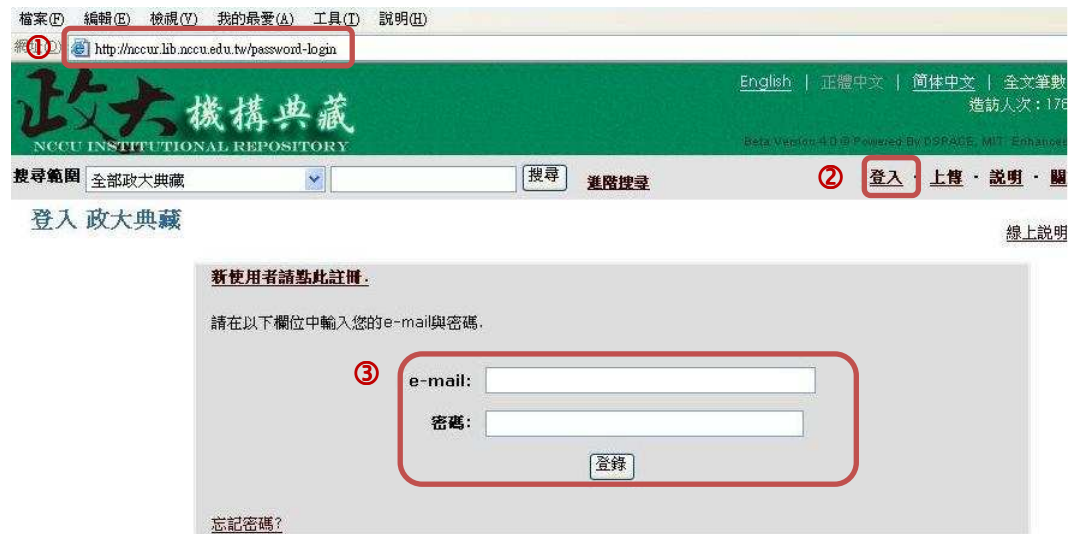 檔案(F) 編輯(E) 檢視(V) 我的最愛(A) 工具(T) 說明(H)
① http://nccur.lib.nccu.edu.tw/password-login
政大機構典藏
NCCU INSTITUTIONAL REPOSITORY
English | 正體中文 | 简体中文 | 全文筆數
造訪人次:176
Beta Version 4.0 @ Powered By DSPACE, MIT. Enhanced
搜尋範圍 全部政大典藏 搜尋 進階搜尋 ② 登入 · 上傳 · 說明 · 關
登入 政大典藏
線上說明
新使用者請點此註冊.
請在以下欄位中輸入您的e-mail與密碼.
③ e-mail:
密碼:
登錄
忘記密碼?